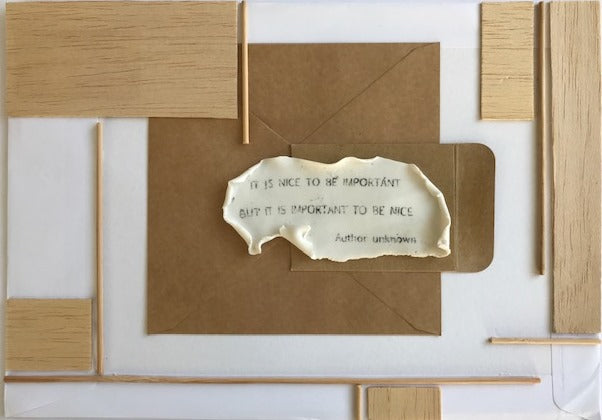 IT IS NICE TO BE IMPORTANT
BUT IT IS IMPORTANT TO BE NICE
Author unknown